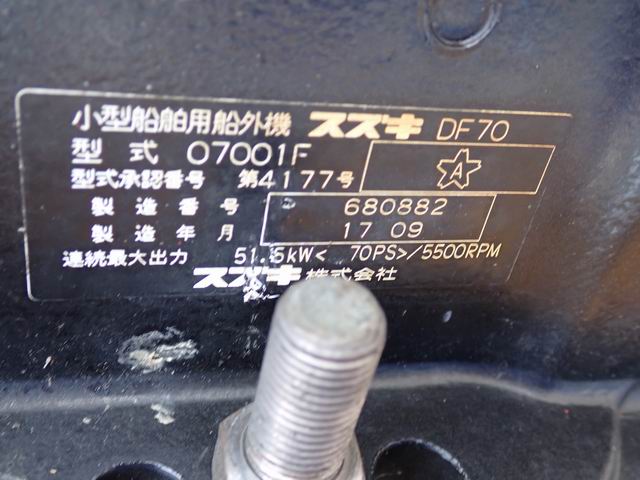 小型船舶用船外機 スズキ DF70
型式 07001F
A
型式承認番号 第4177号
製造番号 680882
製造年月 17 09
連続最大出力 51.5kW< 70PS>/5500RPM
スズキ株式会社